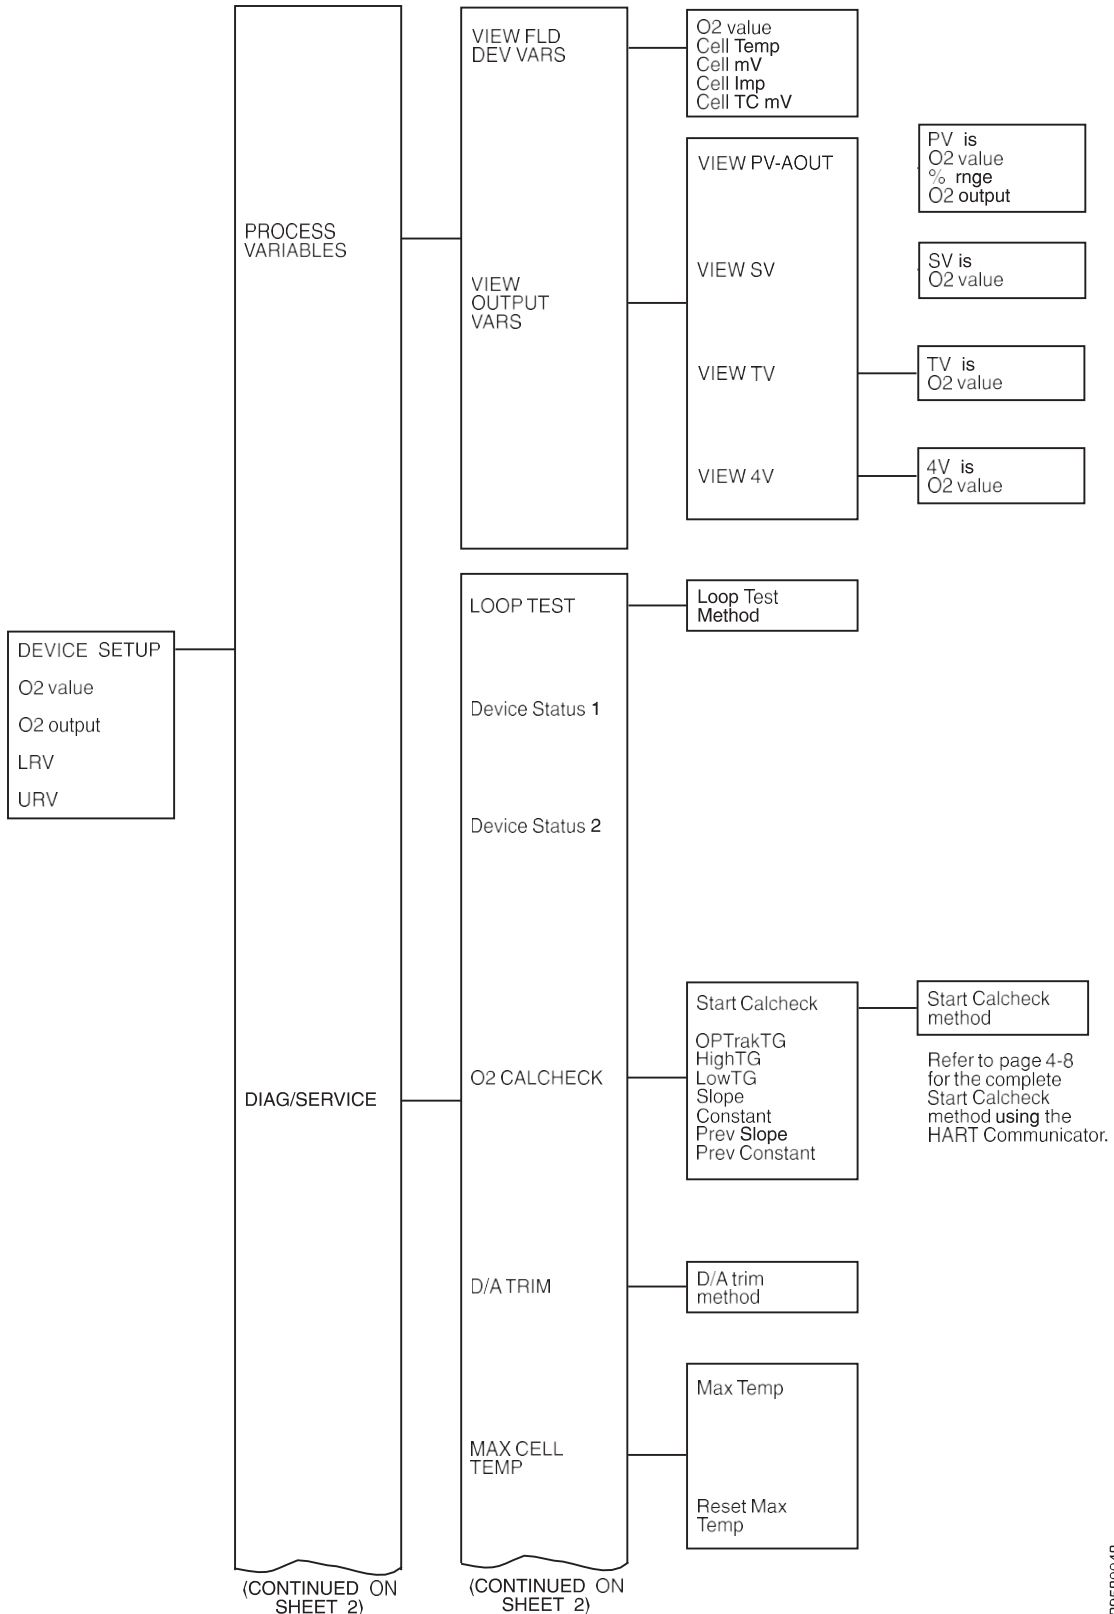 DEVICE SETUP
O2 value
O2 output
LRV
URV
PROCESS
VARIABLES
DIAG/SERVICE
(CONTINUED ON
SHEET 2)
VIEW FLD
DEV VARS
VIEW
OUTPUT
VARS
LOOP TEST
Device Status 1
Device Status 2
O2 CALCHECK
D/A TRIM
MAX CELL
TEMP
(CONTINUED ON
SHEET 2)
O2 value
Cell Temp
Cell mV
Cell Imp
Cell TC mV
VIEW PV-AOUT
VIEW SV
VIEW TV
VIEW 4V
Loop Test
Method
Start Calcheck
OPTrakTG
HighTG
LowTG
Slope
Constant
Prev Slope
Prev Constant
D/A trim
method
Max Temp
Reset Max
Temp
PV is
O2 value
% rnge
O2 output
SV is
O2 value
TV is
O2 value
4V is
O2 value
Start Calcheck
method
Refer to page 4-8
for the complete
Start Calcheck
method using the
HART Communicator.